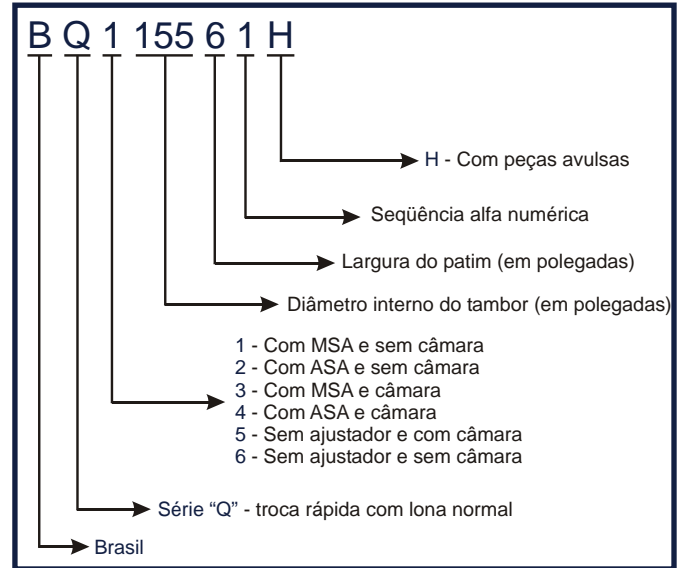 B Q 1 155 6 1 H
H - Com peças avulsas
Seqüência alfa numérica
Largura do patim (em polegadas)
Diâmetro interno do tambor (em polegadas)
1 - Com MSA e sem câmara
2 - Com ASA e sem câmara
3 - Com MSA e câmara
4 - Com ASA e câmara
5 - Sem ajustador e com câmara
6 - Sem ajustador e sem câmara
Série “Q” - troca rápida com lona normal
Brasil